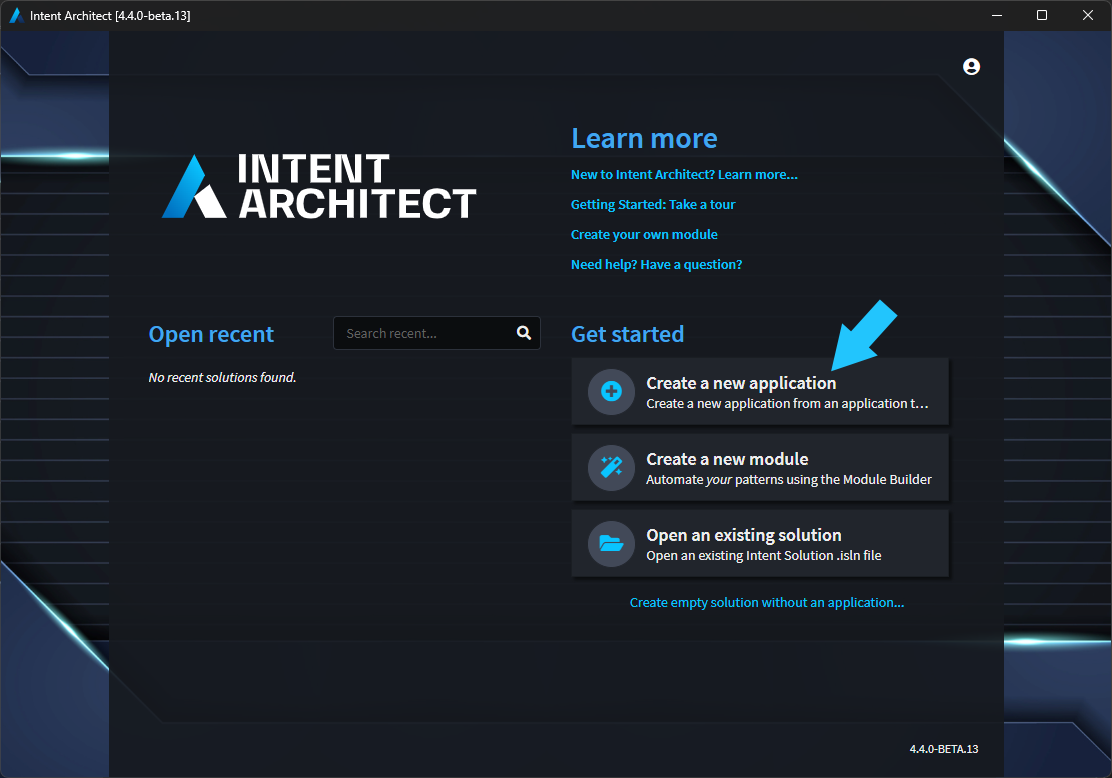 Intent Architect [4.4.0-beta.13]
INTENT
ARCHITECT
Learn more
New to Intent Architect? Learn more...
Getting Started: Take a tour
Create your own module
Need help? Have a question?
Open recent
Search recent...
No recent solutions found.
Get started
Create a new application
Create a new application from an application t...
Create a new module
Automate your patterns using the Module Builder
Open an existing solution
Open an existing Intent Solution .isln file
Create empty solution without an application...
4.4.0-BETA.13